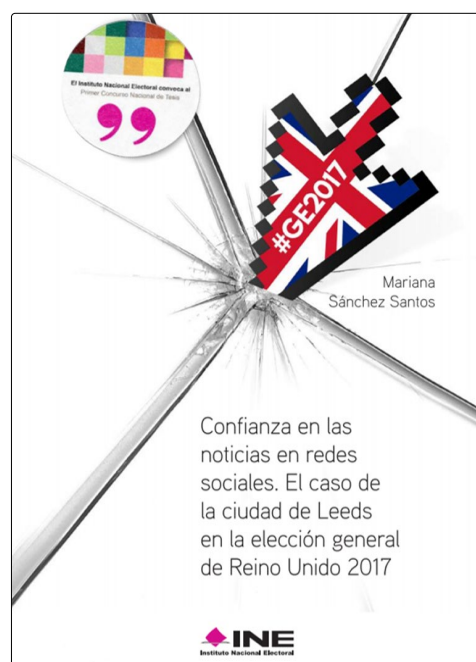 El Instituto Nacional Electoral convoca al
Primer Concurso Nacional de Tesis
#GE2017
Mariana
Sánchez Santos
Confianza en las
noticias en redes
sociales. El caso de
la ciudad de Leeds
en la elección general
de Reino Unido 2017
INE
Instituto Nacional Electoral